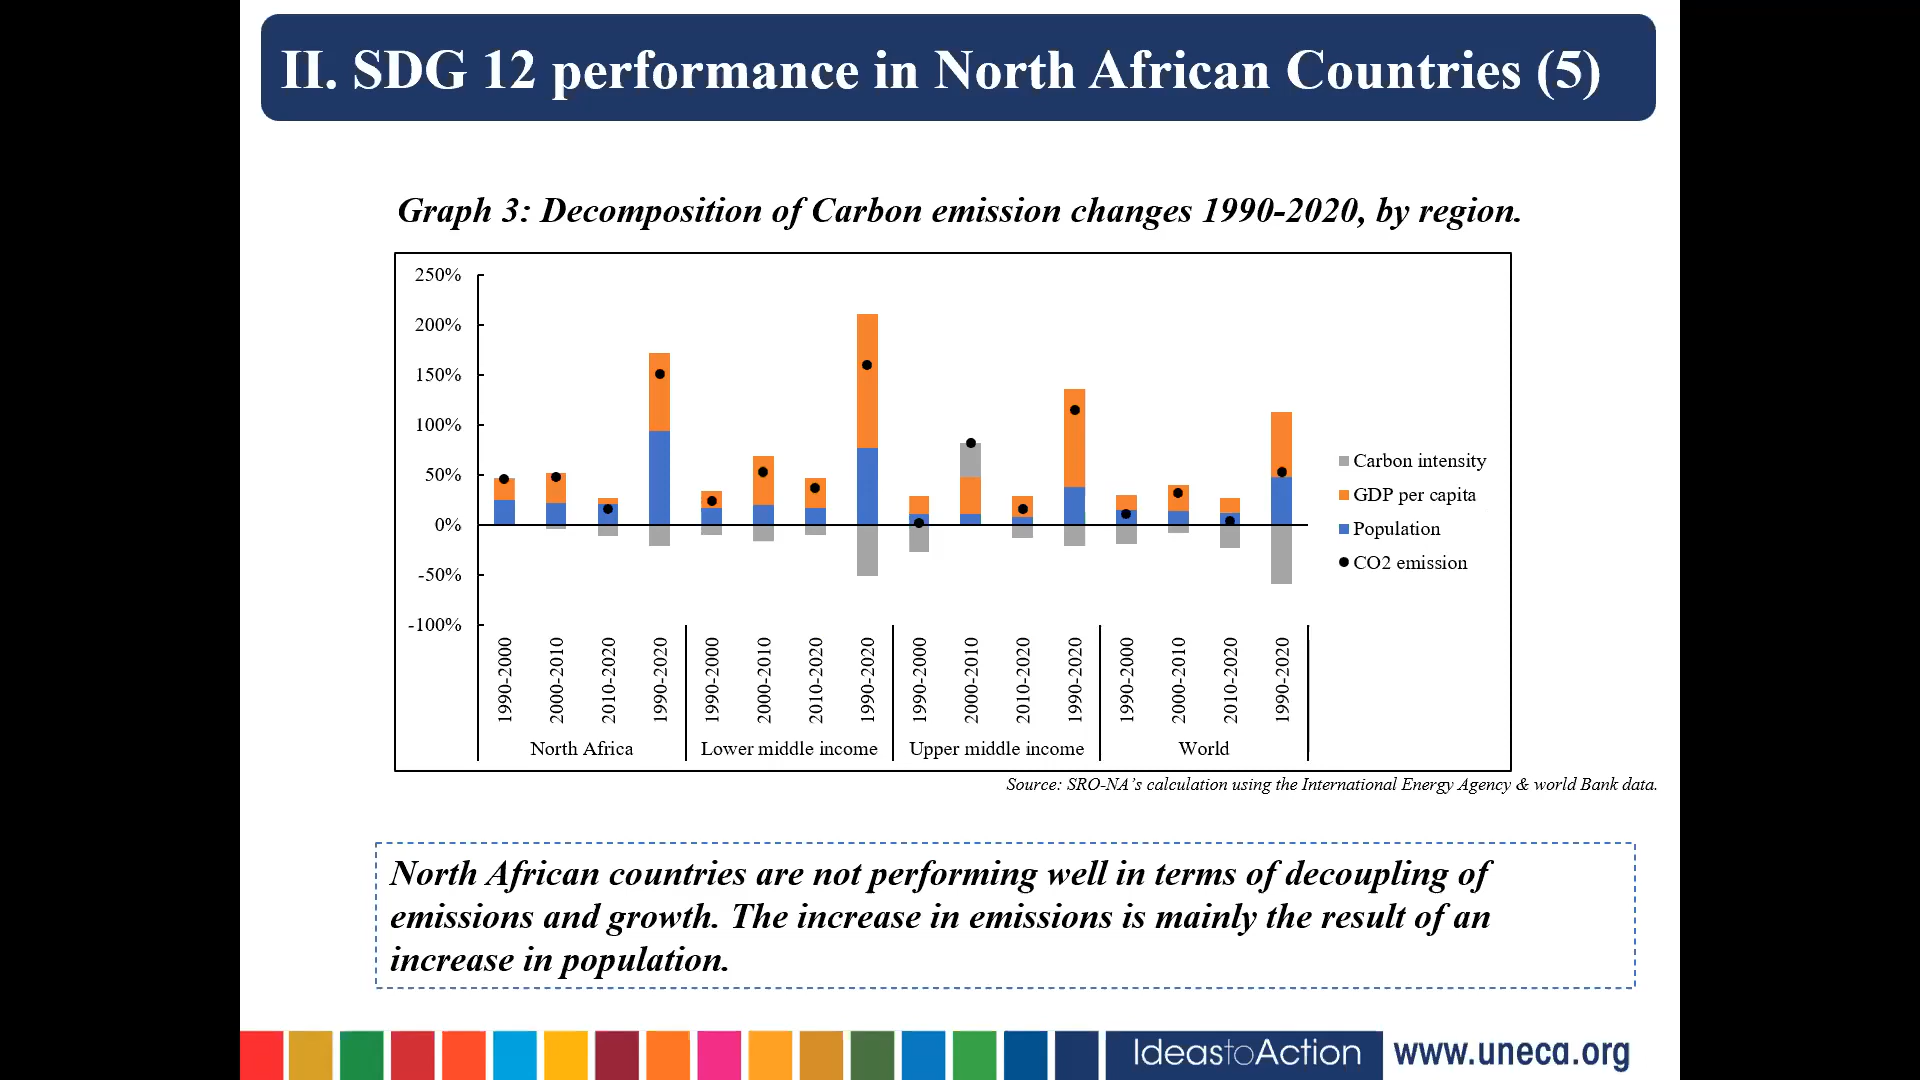 II. SDG 12 performance in North African Countries (5)
Graph 3: Decomposition of Carbon emission changes 1990-2020, by region.
250%
200%
150%
100%
50%
0%
-50%
-100%
Carbon intensity
GDP per capita
Population
CO2 emission
1990-2000
2000-2010
2010-2020
1990-2020
1990-2000
2000-2010
2010-2020
1990-2020
1990-2000
2000-2010
2010-2020
1990-2020
1990-2000
2000-2010
2010-2020
1990-2020
North Africa
Lower middle income
Upper middle income
World
Source: SRO-NA's calculation using the International Energy Agency & world Bank data.
North African countries are not performing well in terms of decoupling of
emissions and growth. The increase in emissions is mainly the result of an
increase in population.
IdeastoAction
www.uneca.org